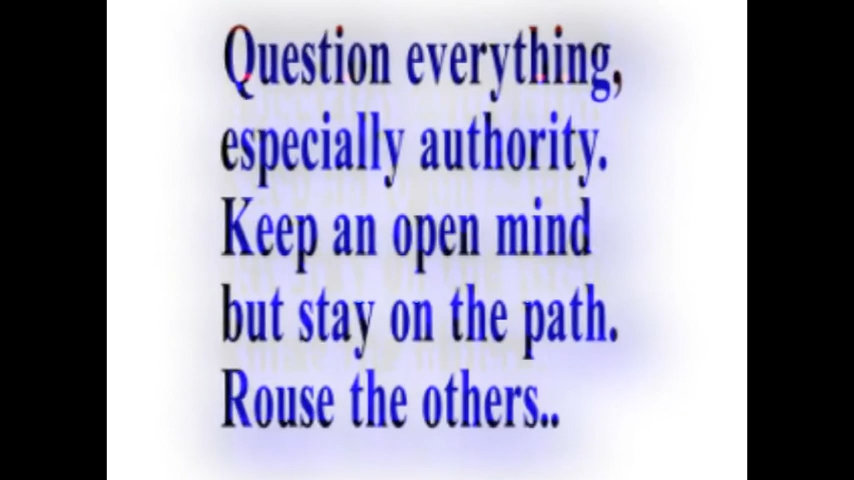 Question everything,
especially authority.
Keep an open mind
but stay on the path.
Rouse the others..